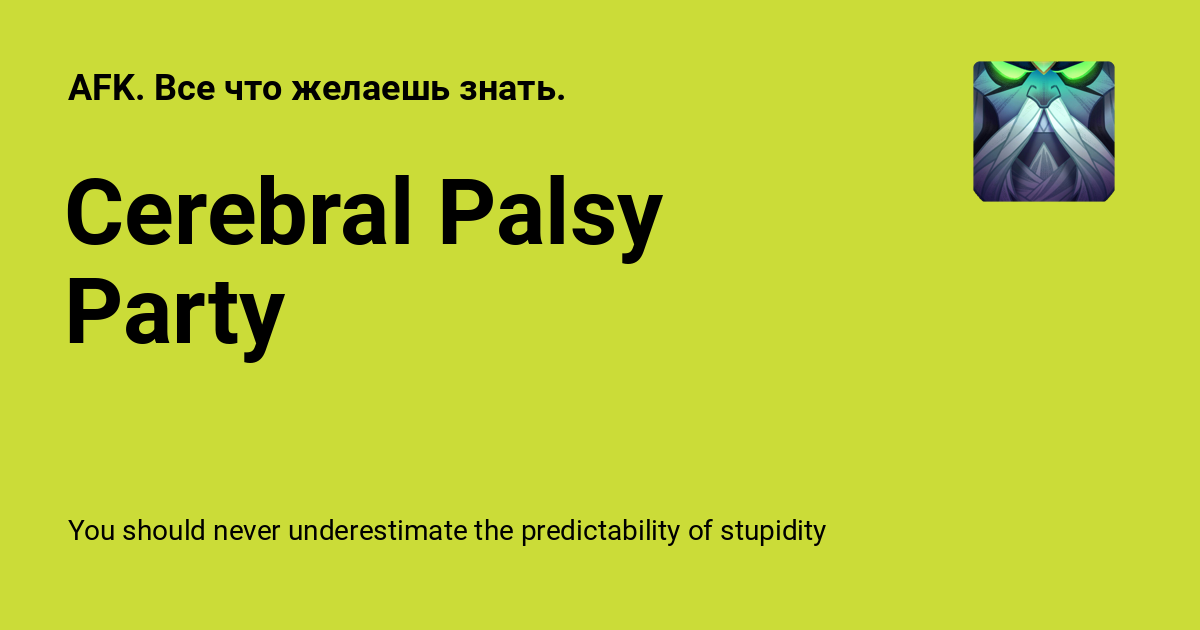 AFK. Все что желаешь знать.
Cerebral Palsy
Party
You should never underestimate the predictability of stupidity